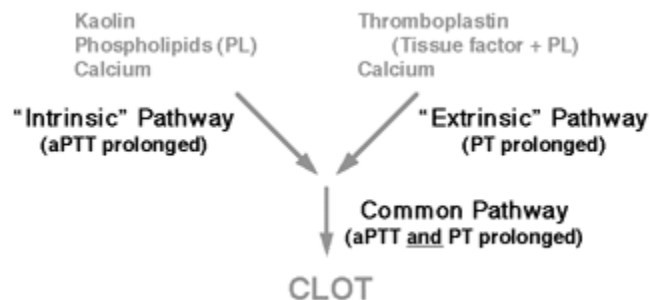 Kaolin
Phospholipids (PL)
Calcium
Thromboplastin
(Tissue factor + PL)
Calcium
"Intrinsic" Pathway
(aPTT prolonged)
"Extrinsic" Pathway
(PT prolonged)
Common Pathway
(aPTT and PT prolonged)
CLOT